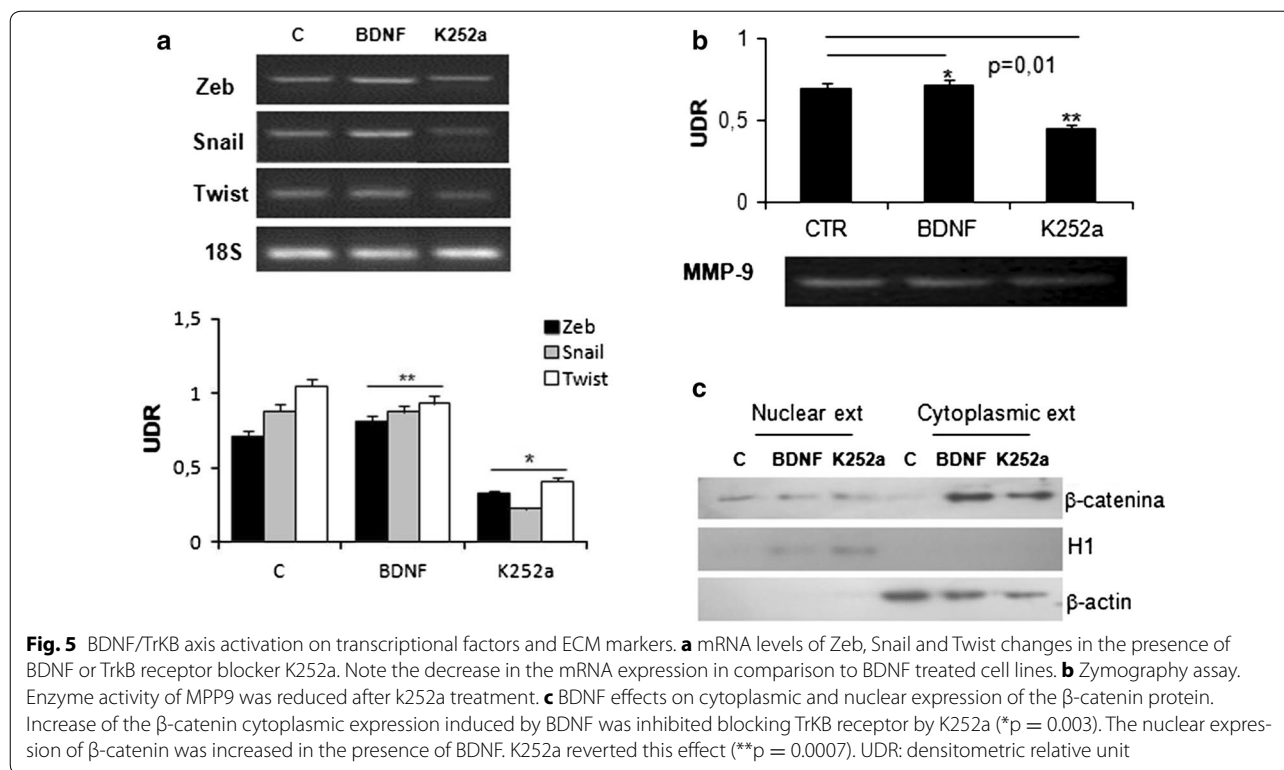 a
C BDNF K252a
Zeb
Snail
Twist
18S
1,5
1
0,5
0
UDR
Zeb
Snail
Twist
**
*
C BDNF K252a
b
1
0,5
0
UDR
p=0,01
*
**
CTR BDNF K252a
MMP-9
c
Nuclear ext Cytoplasmic ext
C BDNF K252a C BDNF K252a
β-catenina
H1
β-actin
Fig. 5 BDNF/TrKB axis activation on transcriptional factors and ECM markers. a mRNA levels of Zeb, Snail and Twist changes in the presence of
BDNF or TrkB receptor blocker K252a. Note the decrease in the mRNA expression in comparison to BDNF treated cell lines. b Zymography assay.
Enzyme activity of MPP9 was reduced after k252a treatment. c BDNF effects on cytoplasmic and nuclear expression of the β-catenin protein.
Increase of the β-catenin cytoplasmic expression induced by BDNF was inhibited blocking TrKB receptor by K252a (*p = 0.003). The nuclear expres-
sion of β-catenin was increased in the presence of BDNF. K252a reverted this effect (**p = 0.0007). UDR: densitometric relative unit